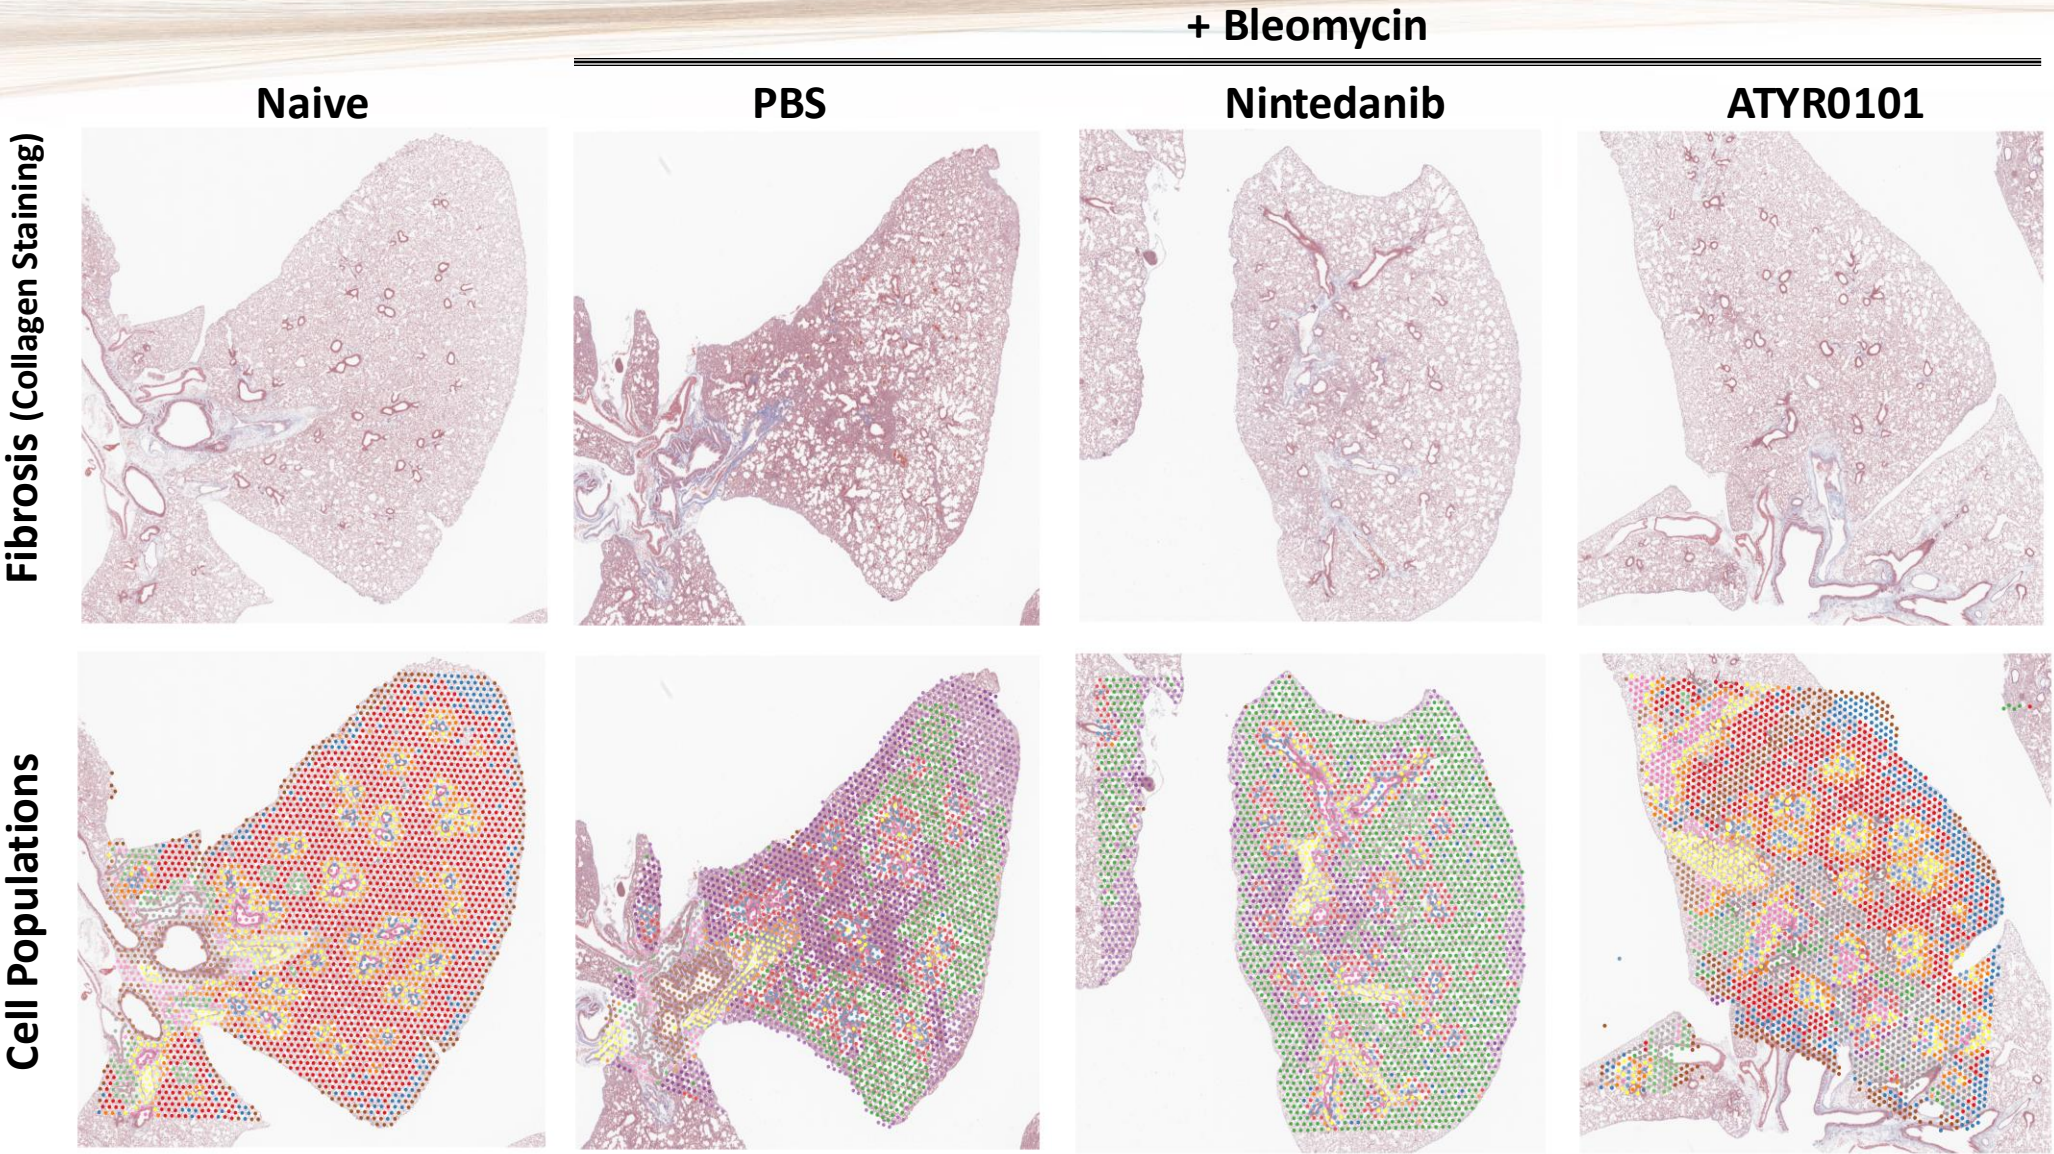 + Bleomycin
Naive
PBS
Nintedanib
ATYR0101
Fibrosis (Collagen Staining)
Cell Populations